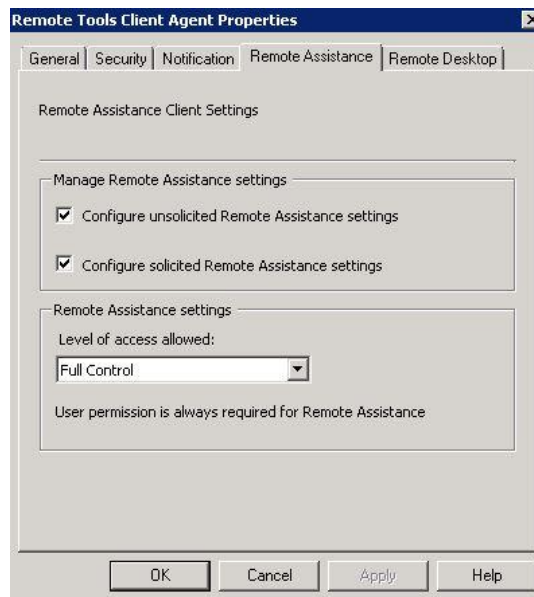 Remote Tools Client Agent Properties
General Security Notification Remote Assistance Remote Desktop
Remote Assistance Client Settings
Manage Remote Assistance settings
Configure unsolicited Remote Assistance settings
Configure solicited Remote Assistance settings
Remote Assistance settings
Level of access allowed:
Full Control
User permission is always required for Remote Assistance
OK Cancel Apply Help